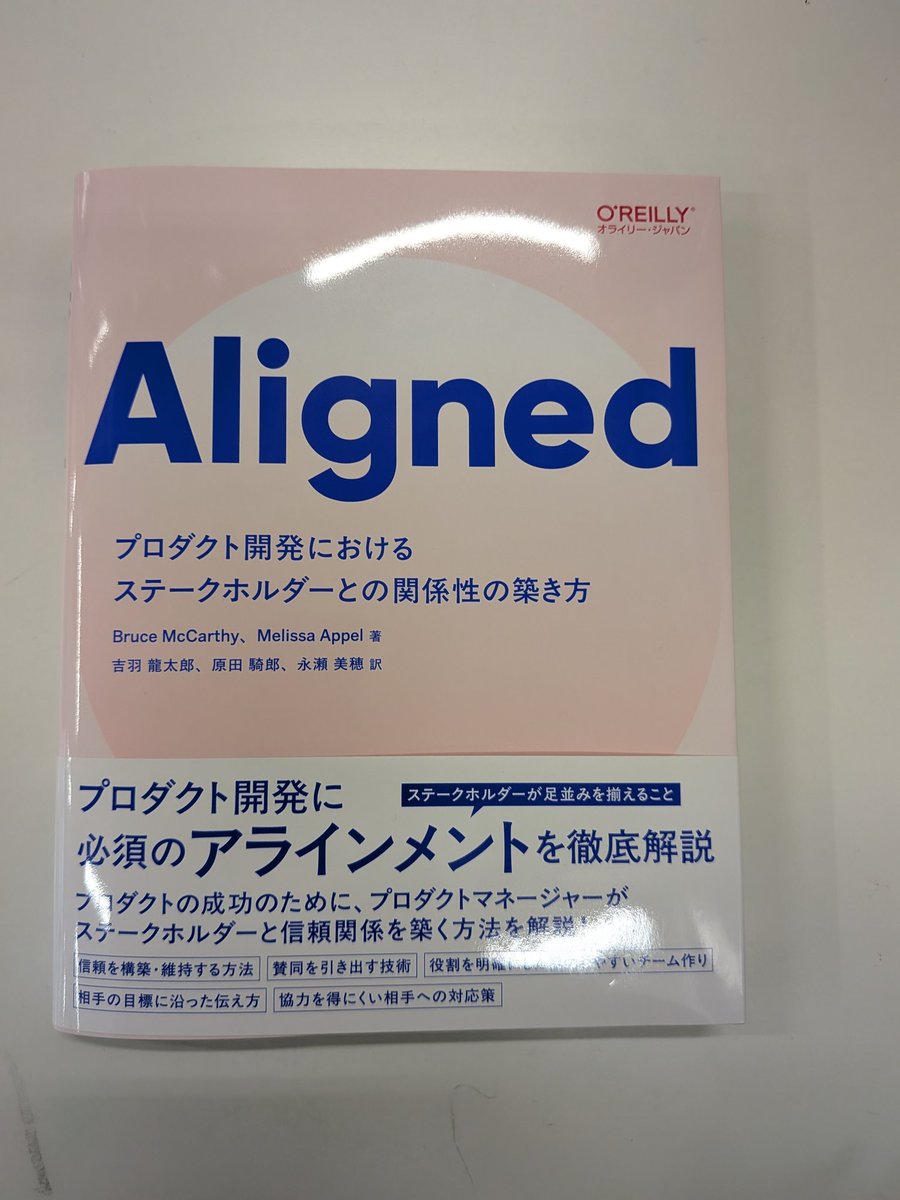 O'REILLY®
オライリー・ジャパン
Aligned
プロダクト開発における
ステークホルダーとの関係性の築き方
Bruce McCarthy、Melissa Appel 著
吉羽 龍太郎、原田 騎郎、永瀬 美穂 訳
ステークホルダーが足並みを揃えること
プロダクト開発に
必須のアラインメントを徹底解説
プロダクトの成功のために、プロダクトマネージャーが
ステークホルダーと信頼関係を築く方法を解説
信頼を構築・維持する方法 賛同を引き出す技術 役割を明確に やすいチーム作り
相手の目標に沿った伝え方 協力を得にくい相手への対応策